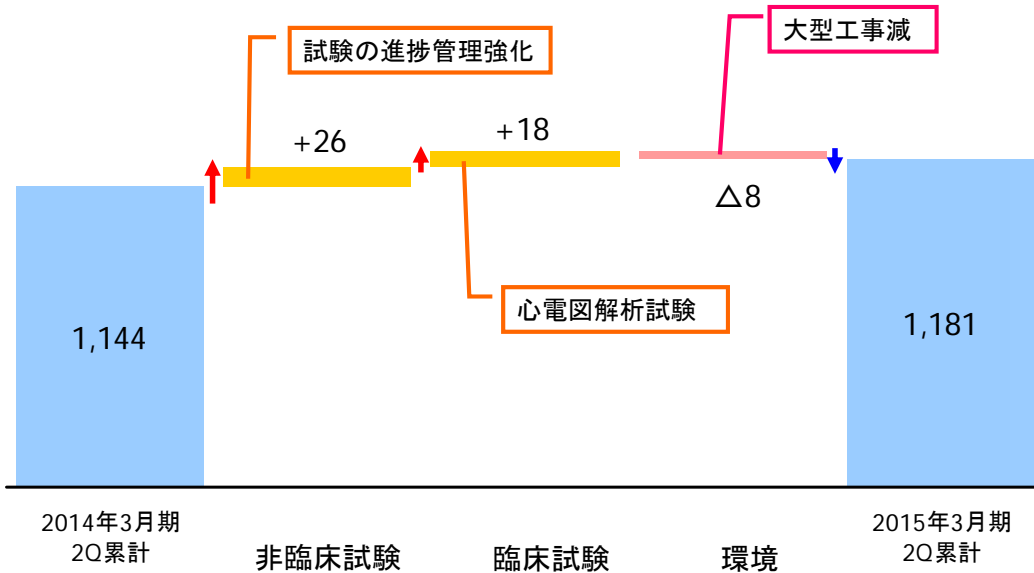 大型工事減
試験の進捗管理強化
+26
+18
△8
心電図解析試験
1,144
1,181
2014年3月期
2Q累計
非臨床試験
臨床試験
環境
2015年3月期
2Q累計